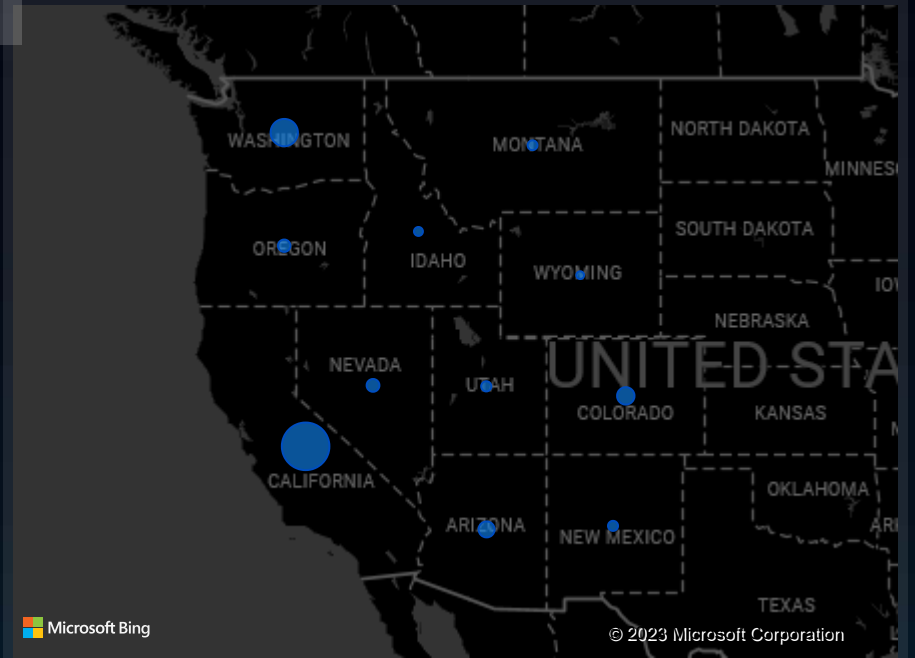 NORTH DAKOTA
WASHINGTON
MONTANA
MINNES
OREGON
IDAHO
SOUTH DAKOTA
WYOMING
IOW
NEBRASKA
UNITED STA
NEVADA
UTAH
COLORADO
KANSAS
CALIFORNIA
OKLAHOMA
ARIZONA
NEW MEXICO
AR
TEXAS
Microsoft Bing
© 2023 Microsoft Corporation